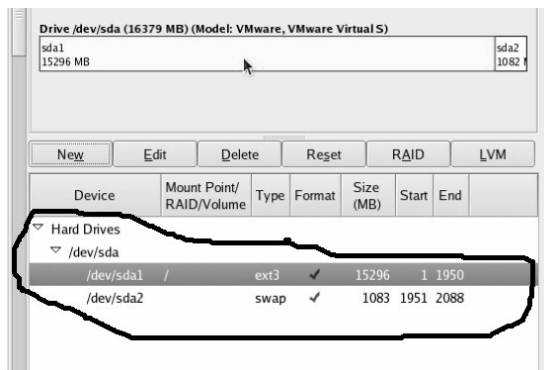 Drive /dev/sda (16379 MB) (Model: VMware, VMware Virtual S)
sda1 sda2
15296 MB 1082
New Edit Delete Reset RAID LVM
Device Mount Point/ RAID/Volume Type Format Size (MB) Start End
Hard Drives
/dev/sda
/dev/sda1 / ext3 ✓ 15296 1 1950
/dev/sda2 swap ✓ 1083 1951 2088